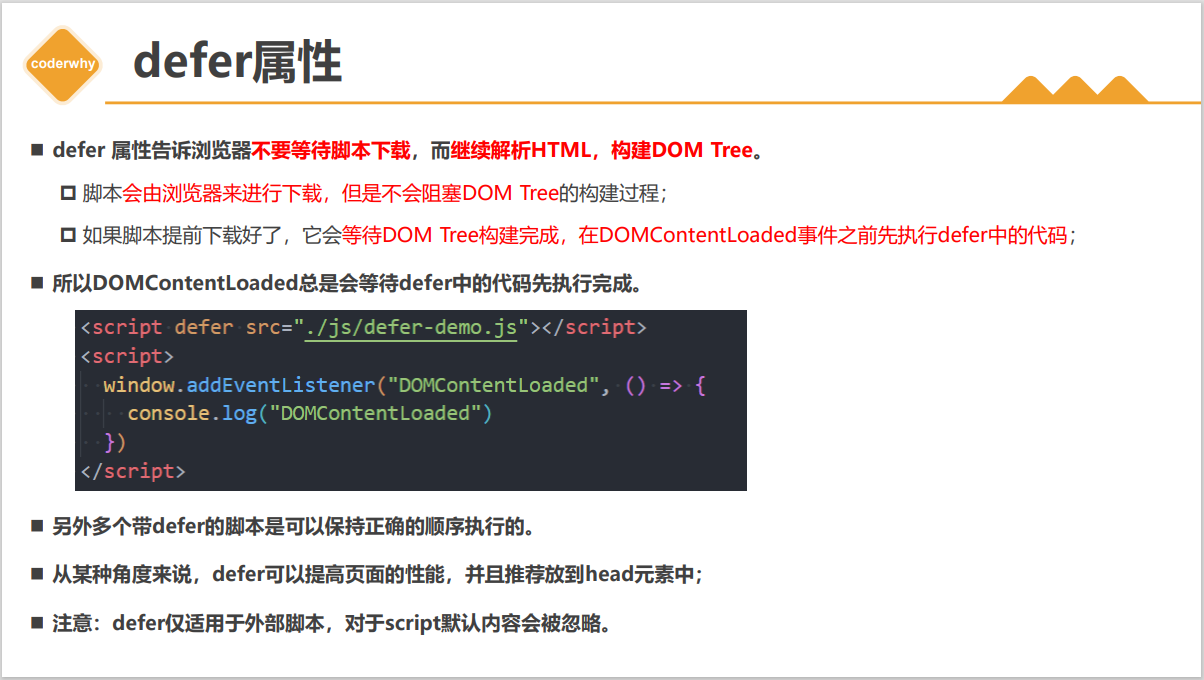 coderwhy
defer属性
defer 属性告诉浏览器不要等待脚本下载，而继续解析HTML，构建DOM Tree。
脚本会由浏览器来进行下载，但是不会阻塞DOM Tree的构建过程；
如果脚本提前下载好了，它会等待DOM Tree构建完成，在DOMContentLoaded事件之前先执行defer中的代码；
所以DOMContentLoaded总是会等待defer中的代码先执行完成。
<script defer src="./js/defer-demo.js"></script>
<script>
  window.addEventListener("DOMContentLoaded", () => {
    console.log("DOMContentLoaded")
  })
</script>
另外多个带defer的脚本是可以保持正确的顺序执行的。
从某种角度来说，defer可以提高页面的性能，并且推荐放到head元素中；
注意：defer仅适用于外部脚本，对于script默认内容会被忽略。